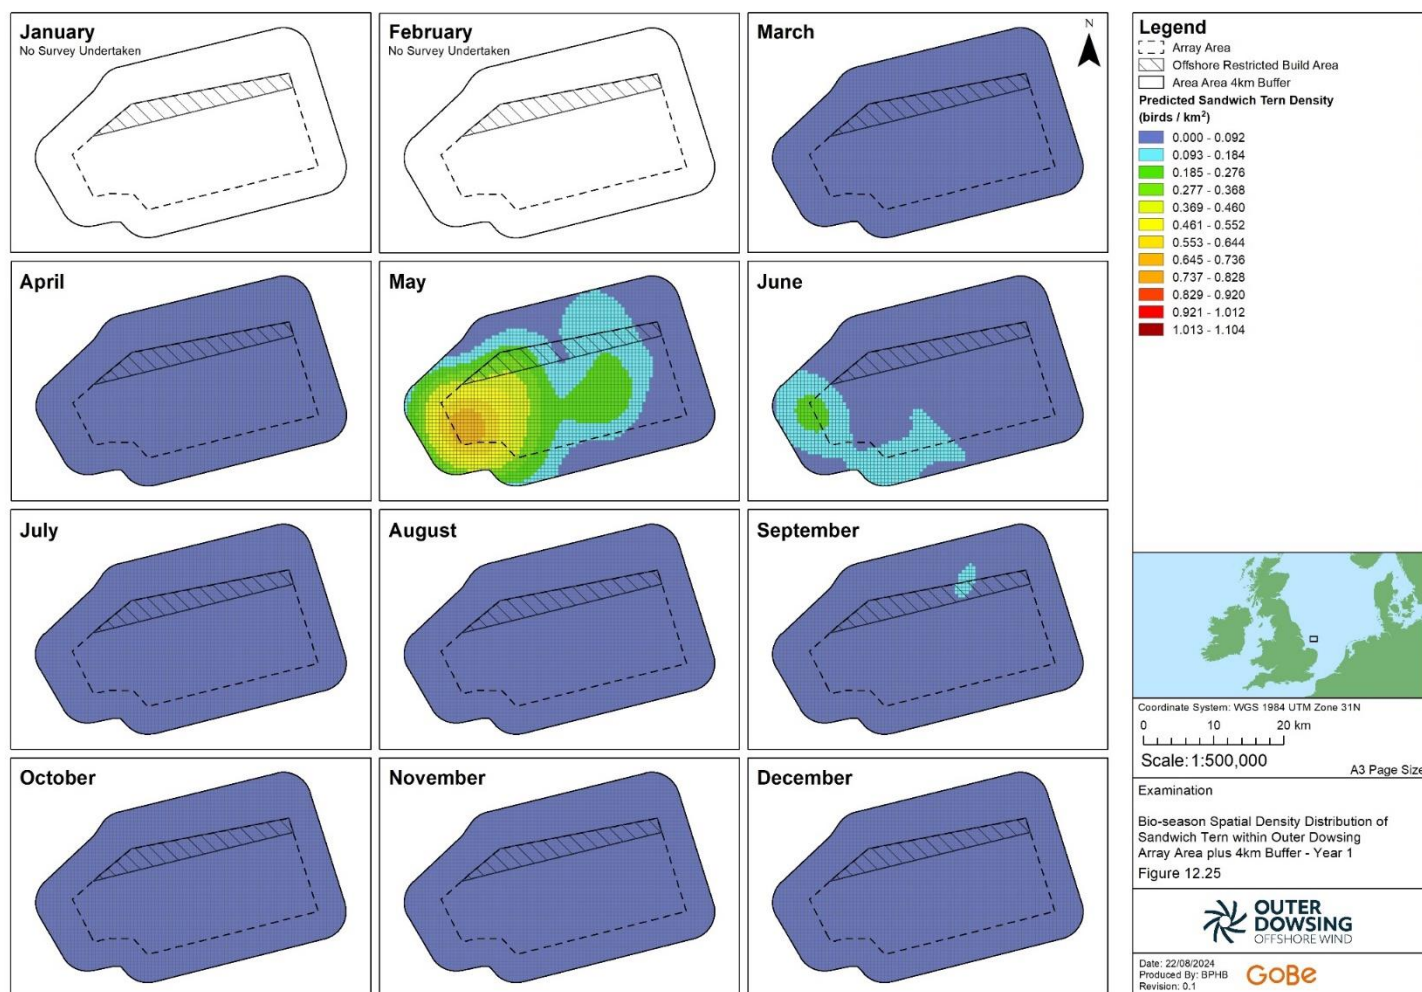 January
No Survey Undertaken
February
No Survey Undertaken
March
N
April
May
June
July
August
September
October
November
December
Legend
Array Area
Offshore Restricted Build Area
Area Area 4km Buffer
Predicted Sandwich Tern Density
(birds / km²)
0.000 - 0.092
0.093 - 0.184
0.185 - 0.276
0.277 - 0.368
0.369 - 0.460
0.461 - 0.552
0.553 - 0.644
0.645 - 0.736
0.737 - 0.828
0.829 - 0.920
0.921 - 1.012
1.013 - 1.104
Coordinate System: WGS 1984 UTM Zone 31N
0 10 20 km
Scale: 1:500,000
A3 Page Size
Examination
Bio-season Spatial Density Distribution of
Sandwich Tern within Outer Dowsing
Array Area plus 4km Buffer - Year 1
Figure 12.25
OUTER
DOWSING
OFFSHORE WIND
Date: 22/08/2024
Produced By: BPHB
Revision: 0.1
GoBe